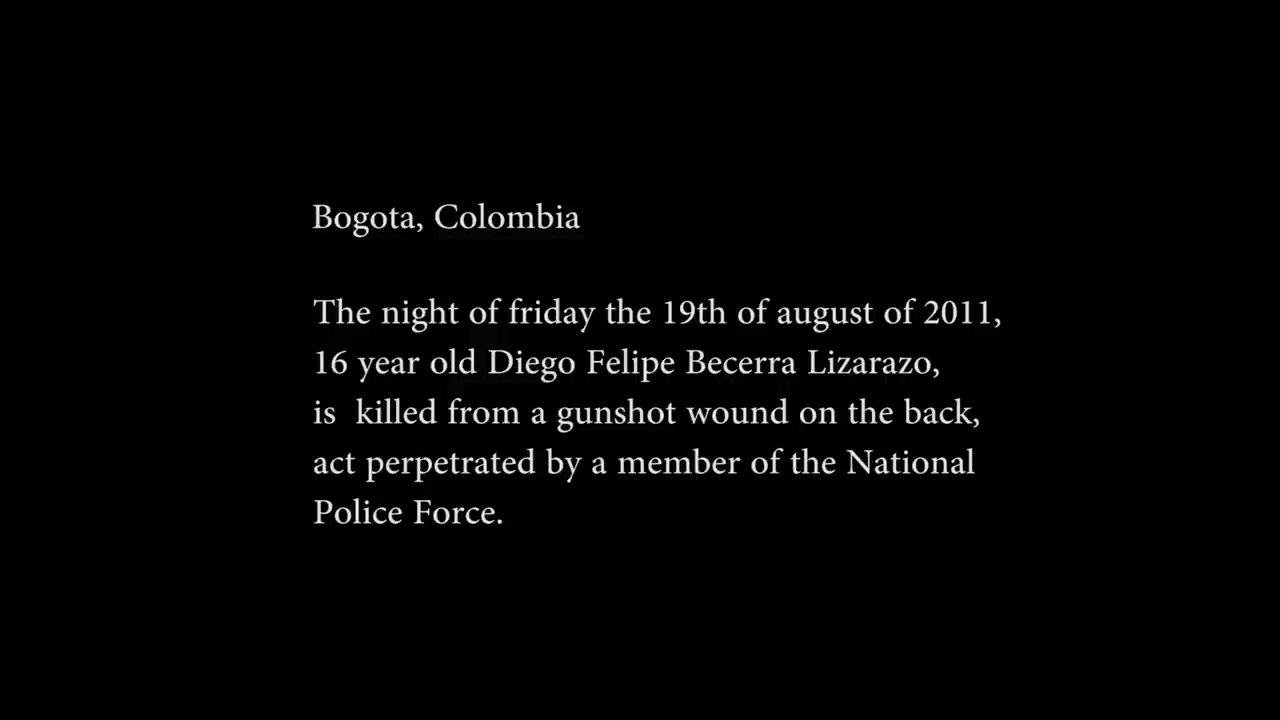 Bogota, Colombia
The night of friday the 19th of august of 2011,
16 year old Diego Felipe Becerra Lizarazo,
is  killed from a gunshot wound on the back,
act perpetrated by a member of the National
Police Force.